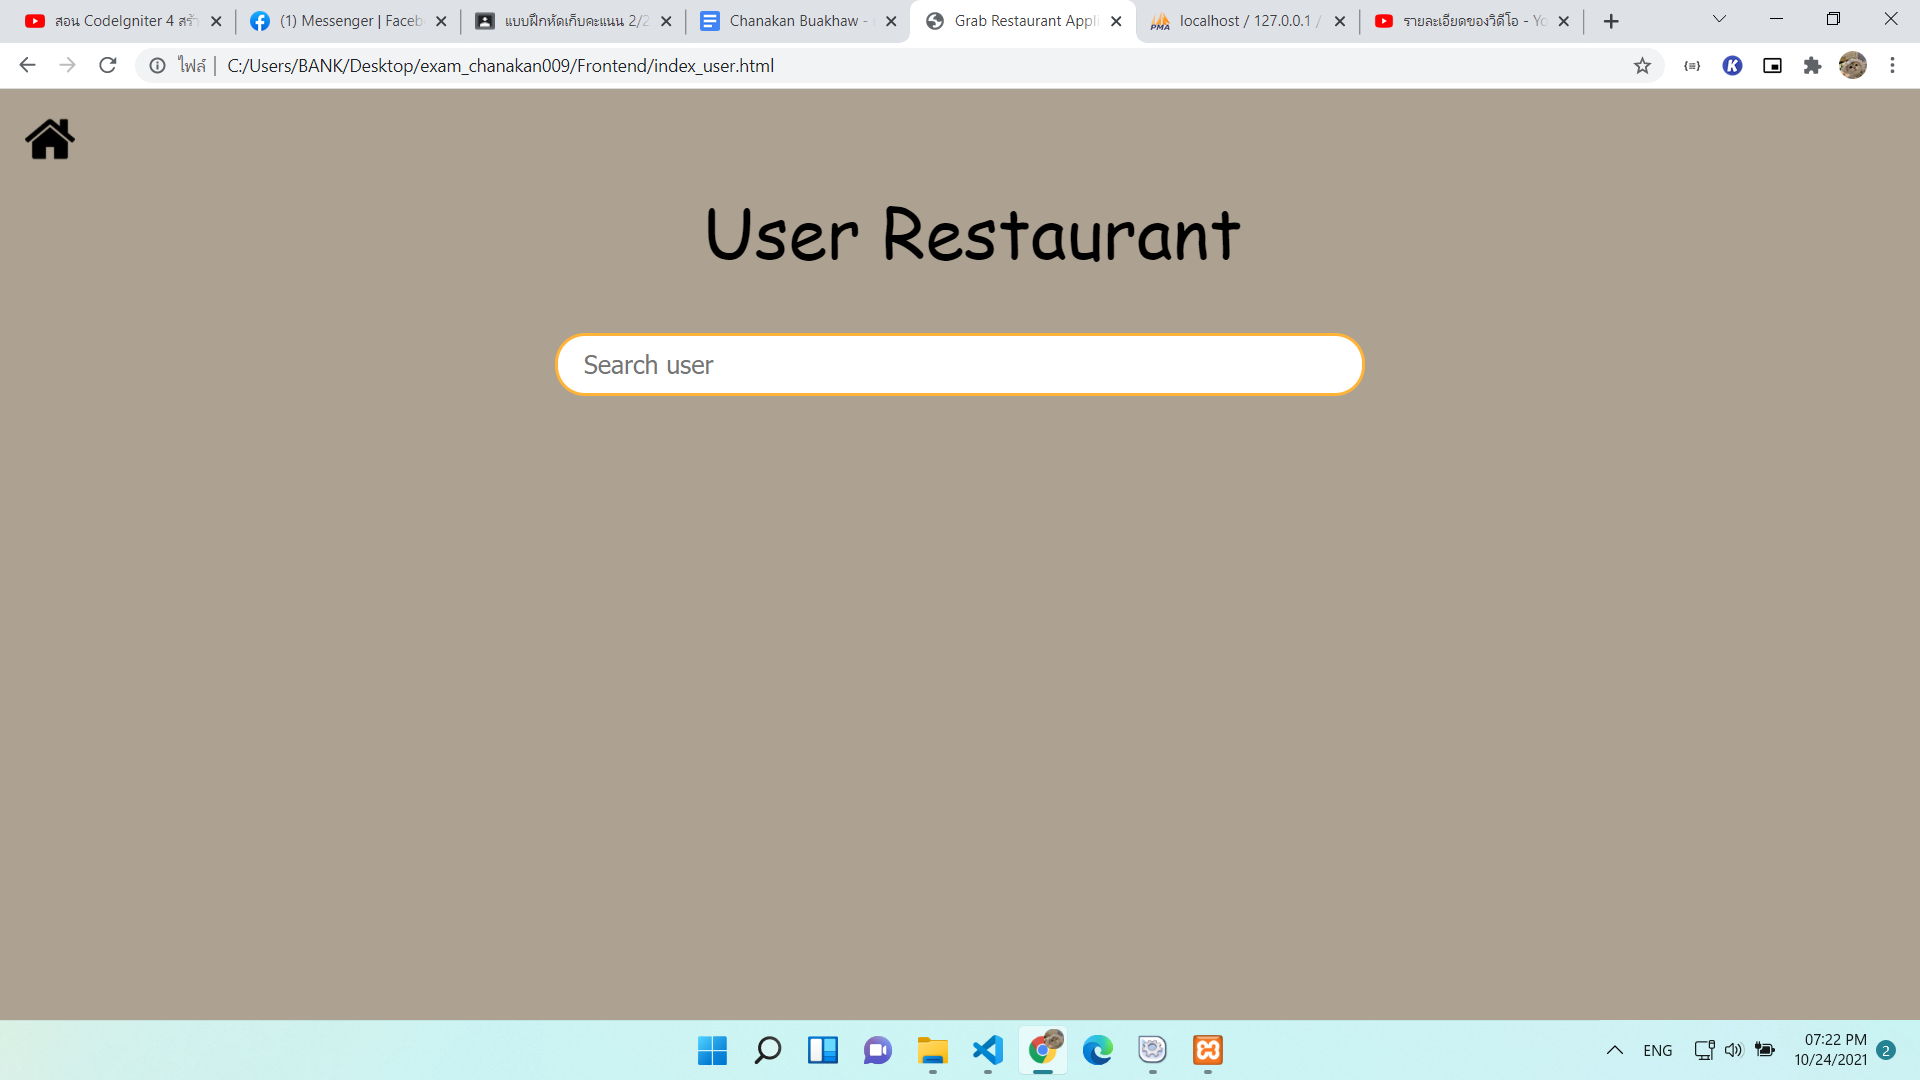 สอน CodeIgniter 4 สร้า
(1) Messenger | Faceb
แบบฝึกหัดเก็บคะแนน 2/2
Chanakan Buakhaw -
Grab Restaurant Appli
localhost / 127.0.0.1 /
รายละเอียดของวิดีโอ - Yo
ไฟล์ | C:/Users/BANK/Desktop/exam_chanakan009/Frontend/index_user.html
User Restaurant
Search user
ENG
07:22 PM
10/24/2021
2